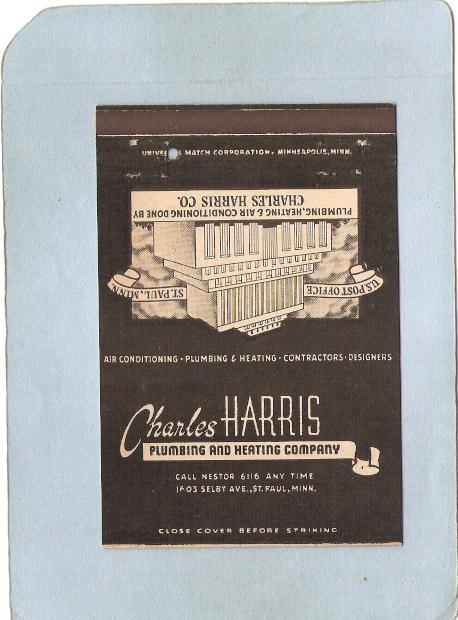 UNIVERSAL MATCH CORPORATION • MINNEAPOLIS, MINN.
U.S. POST OFFICE
ST. PAUL, MINN.
PLUMBING, HEATING & AIR CONDITIONING DONE BY
CHARLES HARRIS CO.
AIR CONDITIONING • PLUMBING & HEATING • CONTRACTORS • DESIGNERS
Charles HARRIS
PLUMBING AND HEATING COMPANY
CALL NESTOR 6116 ANY TIME
1603 SELBY AVE., ST. PAUL, MINN.
CLOSE COVER BEFORE STRIKING